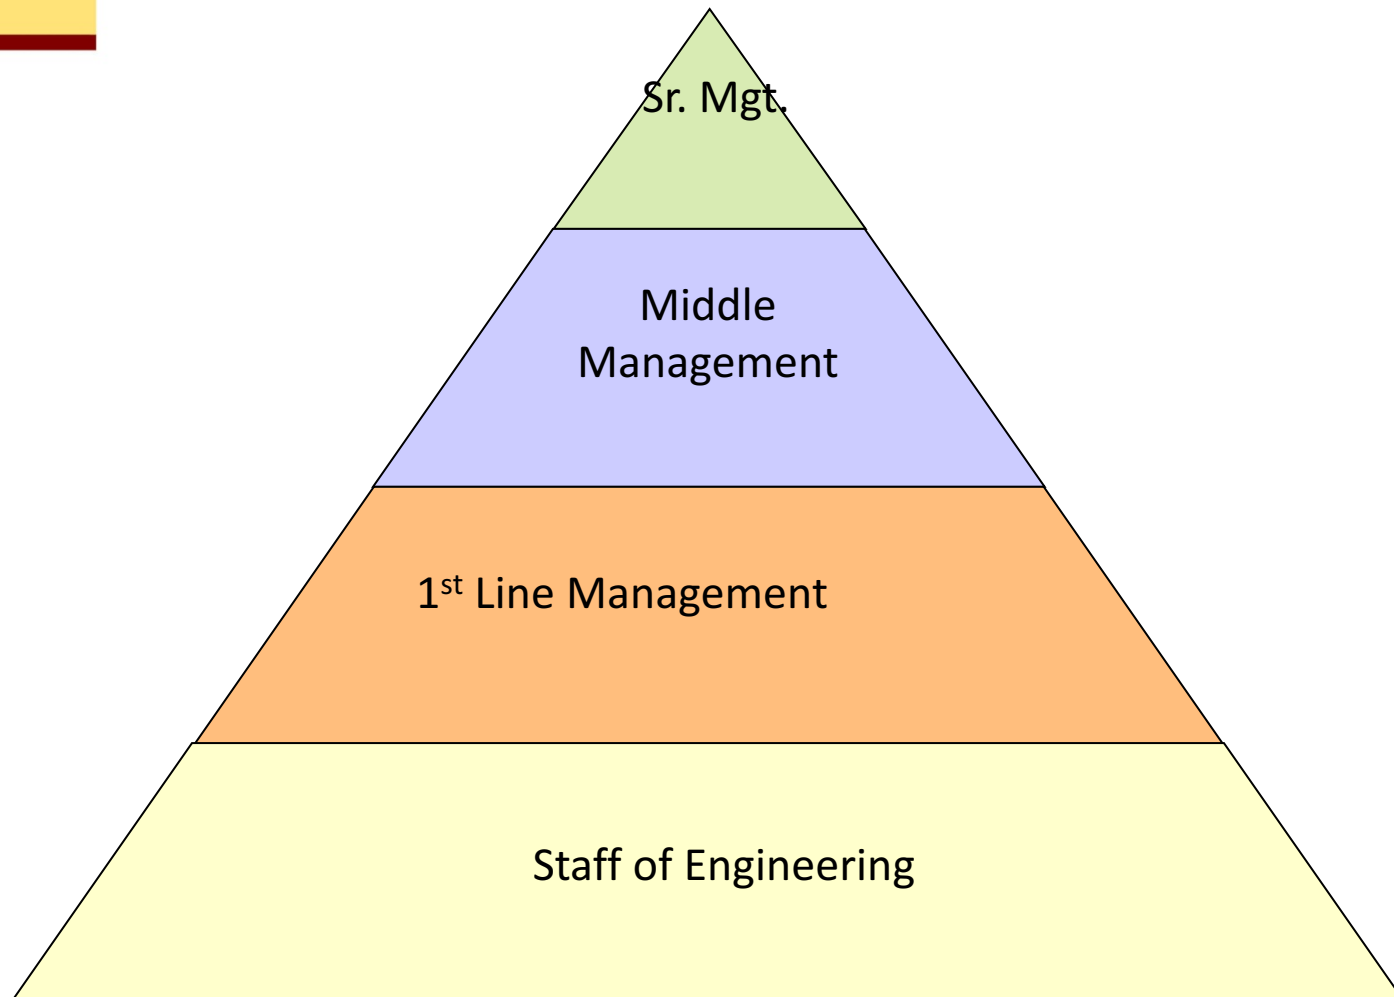 Sr. Mgt.
Middle
Management
1st Line Management
Staff of Engineering